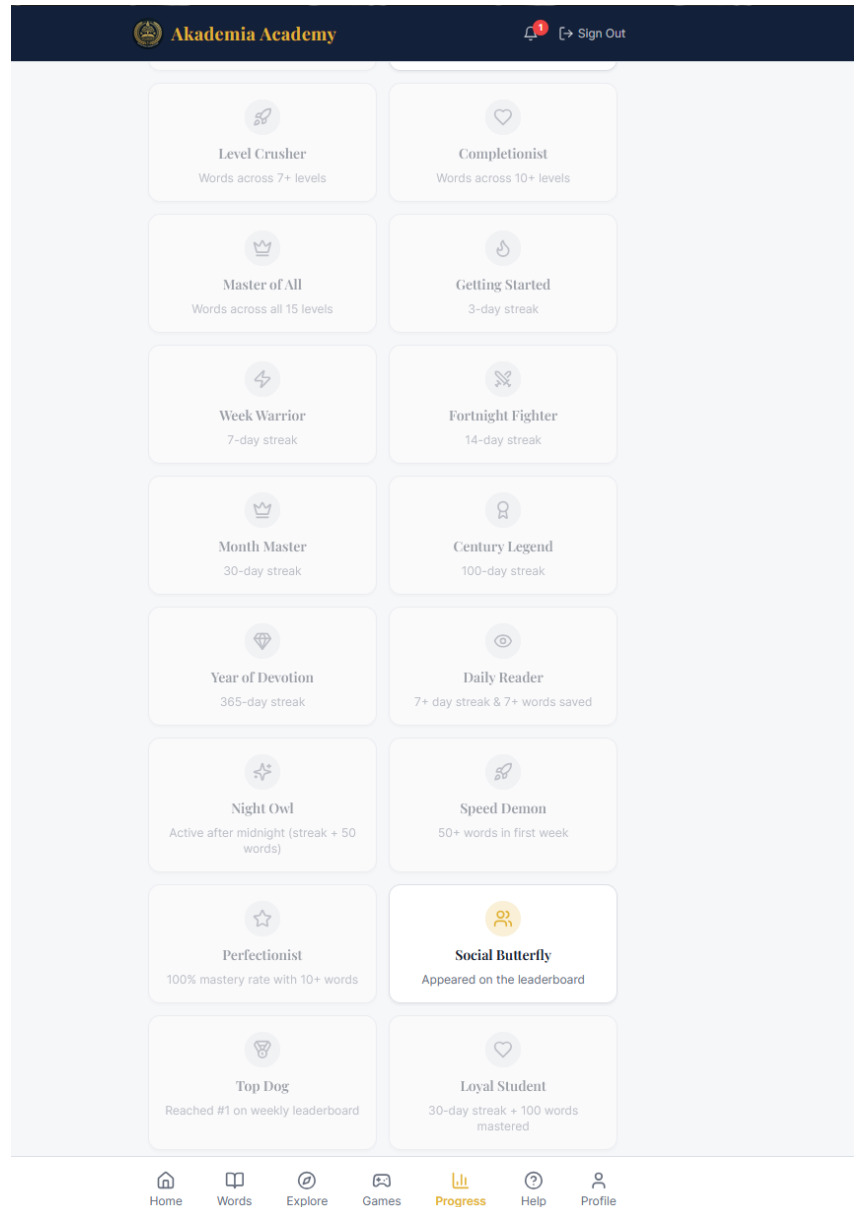 Akademia Academy
1
Sign Out
Level Crusher
Words across 7+ levels
Completionist
Words across 10+ levels
Master of All
Words across all 15 levels
Getting Started
3-day streak
Week Warrior
7-day streak
Fortnight Fighter
14-day streak
Month Master
30-day streak
Century Legend
100-day streak
Year of Devotion
365-day streak
Daily Reader
7+ day streak & 7+ words saved
Night Owl
Active after midnight (streak + 50
words)
Speed Demon
50+ words in first week
Perfectionist
100% mastery rate with 10+ words
Social Butterfly
Appeared on the leaderboard
Top Dog
Reached #1 on weekly leaderboard
Loyal Student
30-day streak + 100 words
mastered
Home
Words
Explore
Games
Progress
Help
Profile